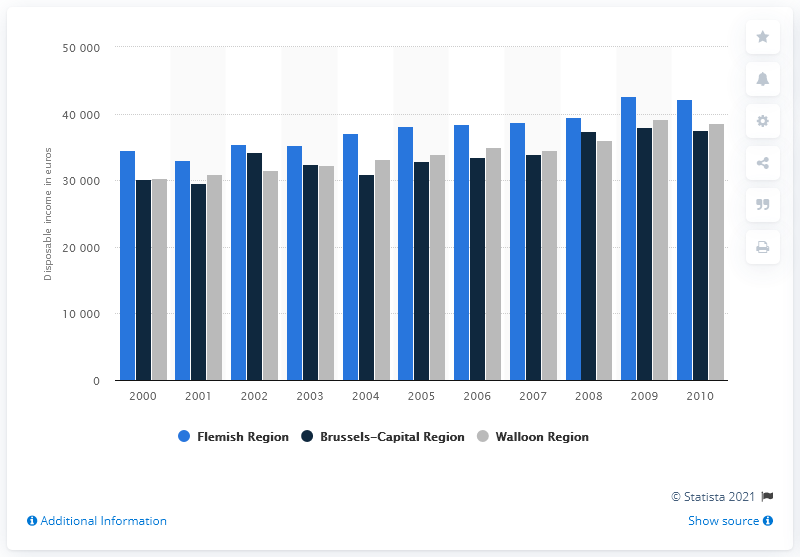 50 000
40 000
30 000
20 000
10 000
0
Disposable income in euros
2000 2001 2002 2003 2004 2005 2006 2007 2008 2009 2010
Flemish Region Brussels-Capital Region Walloon Region
© Statista 2021
Additional Information Show source